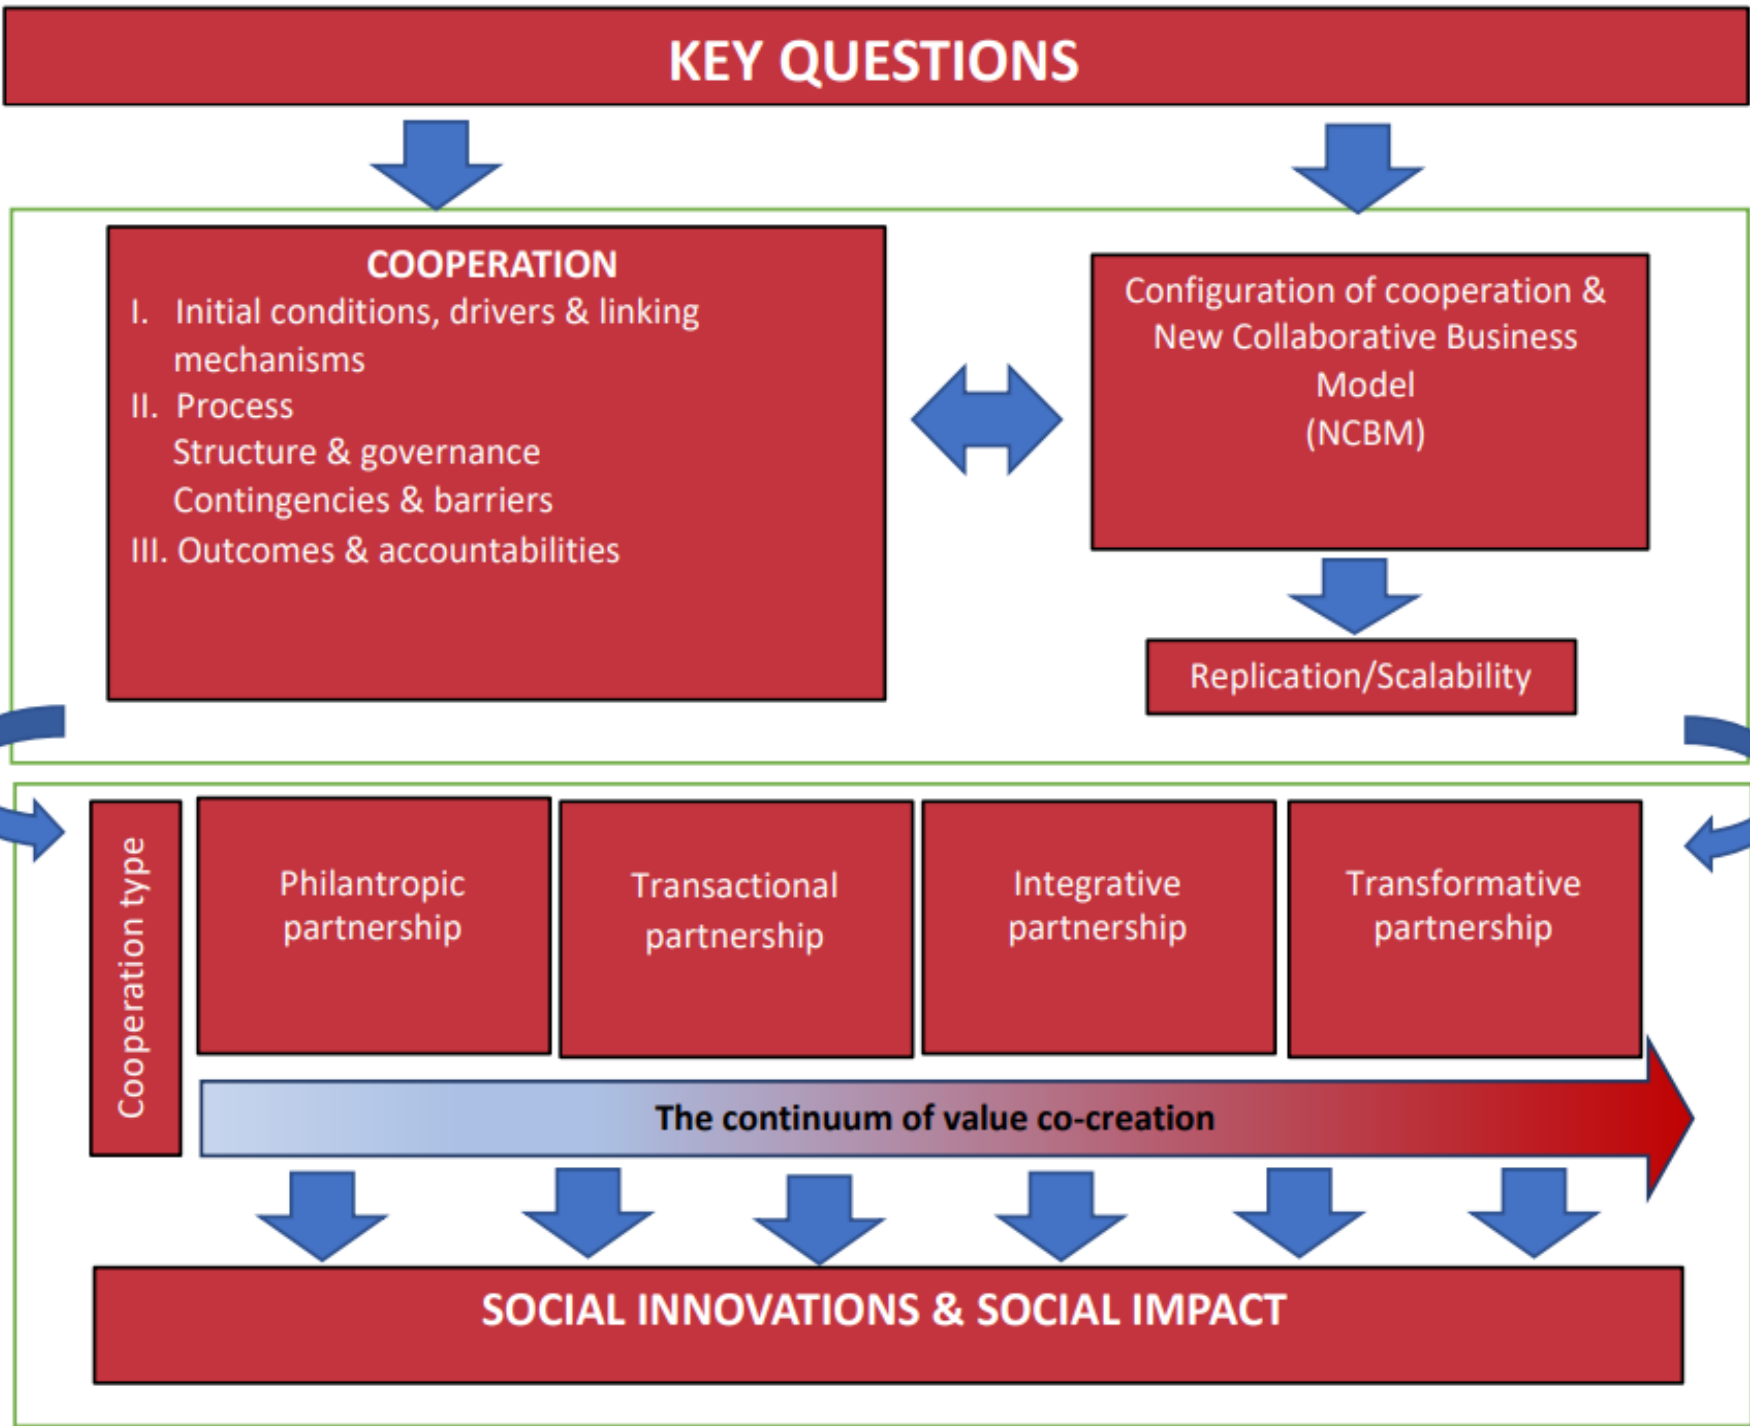 KEY QUESTIONS
COOPERATION
I. Initial conditions, drivers & linking
mechanisms
II. Process
Structure & governance
Contingencies & barriers
III. Outcomes & accountabilities
Configuration of cooperation &
New Collaborative Business
Model
(NCBM)
Replication/Scalability
Cooperation type
Philantropic
partnership
Transactional
partnership
Integrative
partnership
Transformative
partnership
The continuum of value co-creation
SOCIAL INNOVATIONS & SOCIAL IMPACT